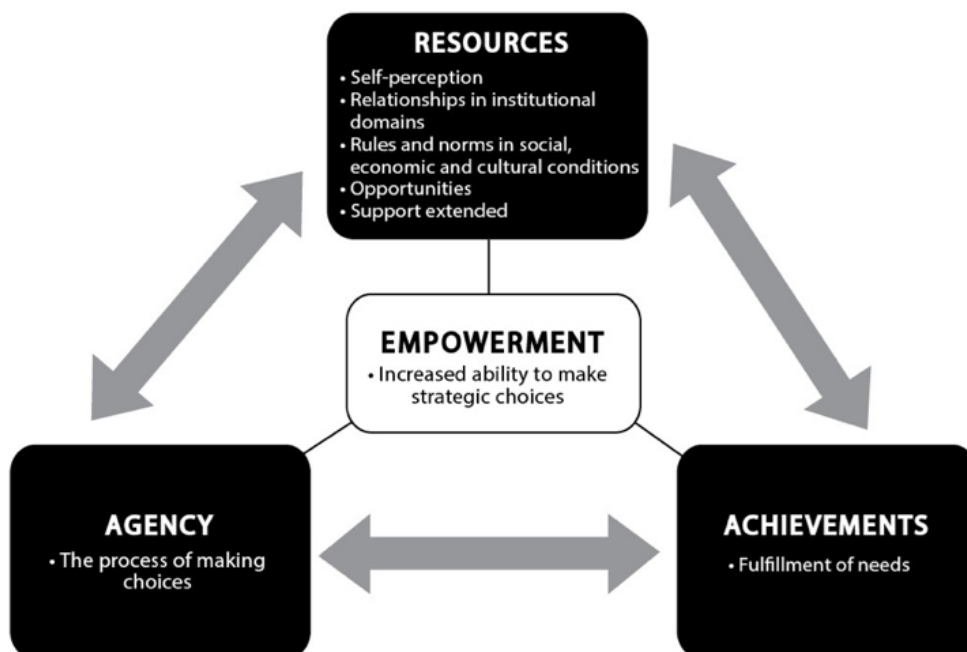 RESOURCES
• Self-perception
• Relationships in institutional
domains
• Rules and norms in social,
economic and cultural conditions
• Opportunities
• Support extended
EMPOWERMENT
• Increased ability to make
strategic choices
AGENCY
• The process of making
choices
ACHIEVEMENTS
• Fulfillment of needs